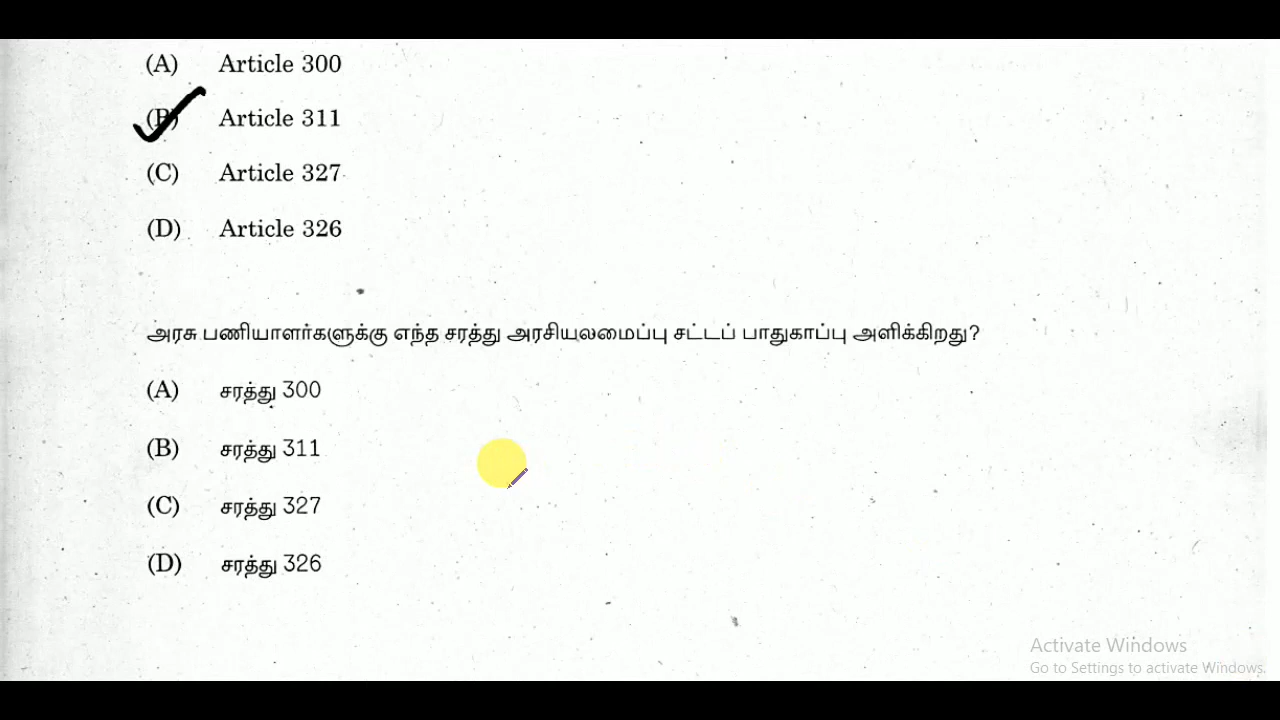 (A) Article 300
(B) Article 311
(C) Article 327
(D) Article 326
அரசு பணியாளர்களுக்கு எந்த சரத்து அரசியலமைப்பு சட்டப் பாதுகாப்பு அளிக்கிறது?
(A) சரத்து 300
(B) சரத்து 311
(C) சரத்து 327
(D) சரத்து 326
Activate Windows
Go to Settings to activate Windows.